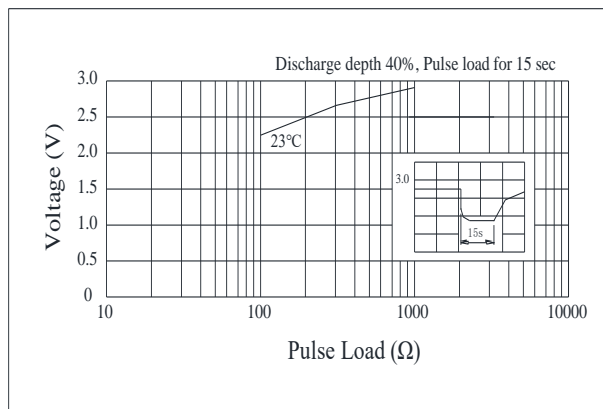 Discharge depth 40%, Pulse load for 15 sec
3.0
2.5
2.0
1.5
1.0
0.5
0
Voltage (V)
23℃
3.0
15s
10 100 1000 10000
Pulse Load (Ω)